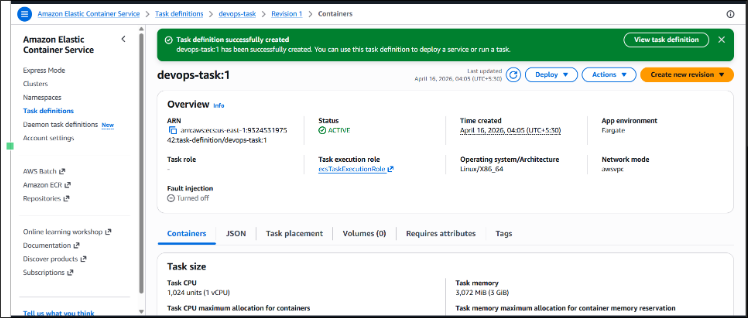 Amazon Elastic Container Service > Task definitions > devops-task > Revision 1 > Containers
Amazon Elastic
Container Service
Express Mode
Clusters
Namespaces
Task definitions
Daemon task definitions New
Account settings
AWS Batch
Amazon ECR
Repositories
Online learning workshop
Documentation
Discover products
Subscriptions
Tell us what you think
Task definition successfully created
devops-task:1 has been successfully created. You can use this task definition to deploy a service or run a task.
View task definition
devops-task:1
Last updated
April 16, 2026, 04:05 (UTC+5:30)
Deploy
Actions
Create new revision
Overview Info
ARN
arn:aws:ecs:us-east-1:9324531975
42:task-definition/devops-task:1
Status
ACTIVE
Time created
April 16, 2026, 04:05 (UTC+5:30)
App environment
Fargate
Task role
-
Task execution role
ecsTaskExecutionRole
Operating system/Architecture
Linux/X86_64
Network mode
awsvpc
Fault injection
Turned off
Containers
JSON
Task placement
Volumes (0)
Requires attributes
Tags
Task size
Task CPU
1,024 units (1 vCPU)
Task memory
3,072 MiB (3 GiB)
Task CPU maximum allocation for containers
Task memory maximum allocation for container memory reservation